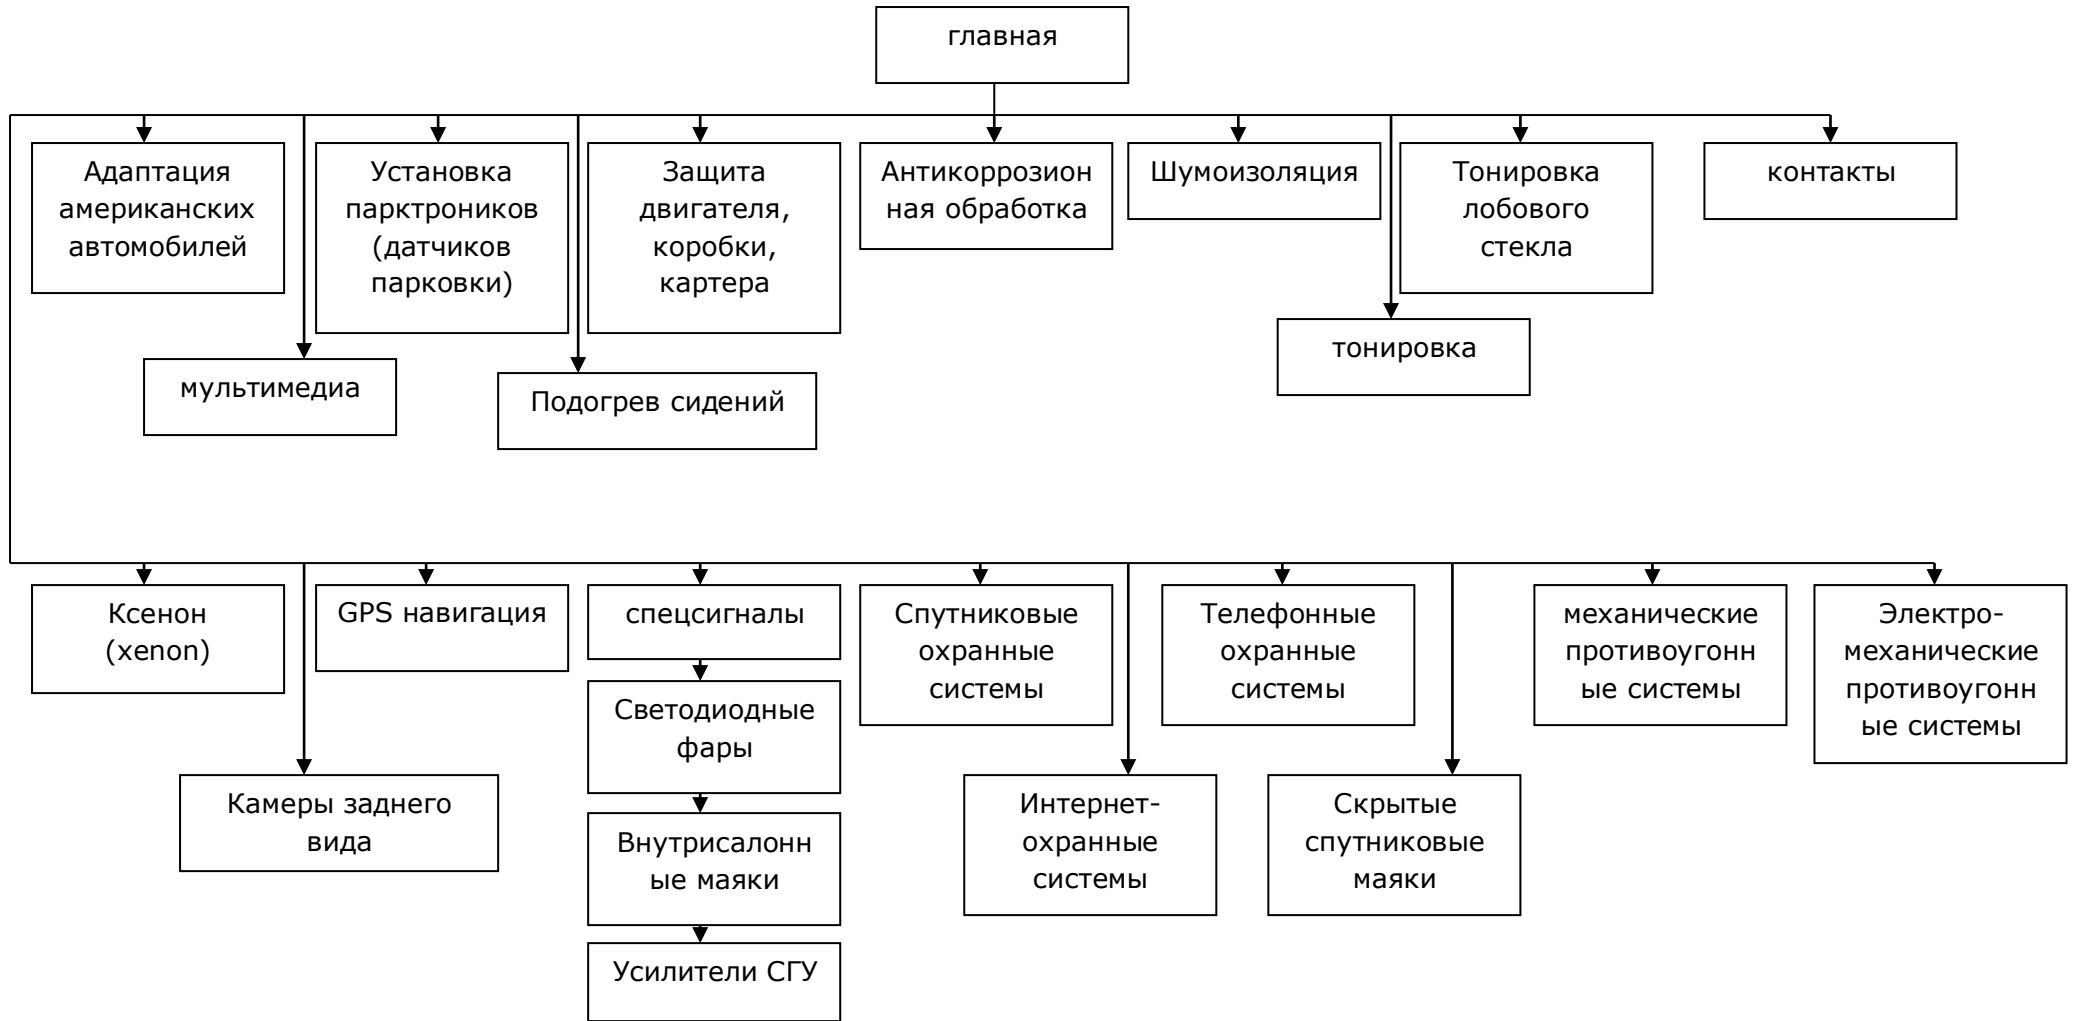 главная
Адаптация
американских
автомобилей
Установка
парктроников
(датчиков
парковки)
Защита
двигателя,
коробки,
картера
Антикоррозион
ная обработка
Шумоизоляция
Тонировка
лобового
стекла
контакты
мультимедиа
Подогрев сидений
тонировка
Ксенон
(xenon)
GPS навигация
спецсигналы
Спутниковые
охранные
системы
Телефонные
охранные
системы
механические
противоугонн
ые системы
Электро-
механические
противоугонн
ые системы
Светодиодные
фары
Камеры заднего
вида
Внутрисалонн
ые маяки
Интернет-
охранные
системы
Скрытые
спутниковые
маяки
Усилители СГУ